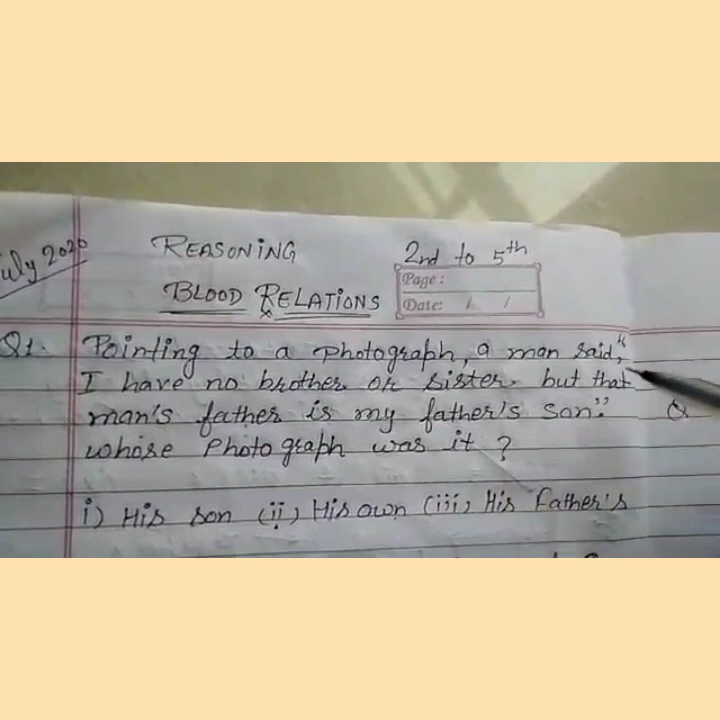 July 2020
REASONING
2nd to 5th
Page:
BLOOD RELATIONS
Date: / /
Q1. Pointing to a photograph, a man said, "
I have no brother or sister. but that
man's father is my father's son."
whose Photograph was it ?
i) His son (ii) His own (iii) His Father's